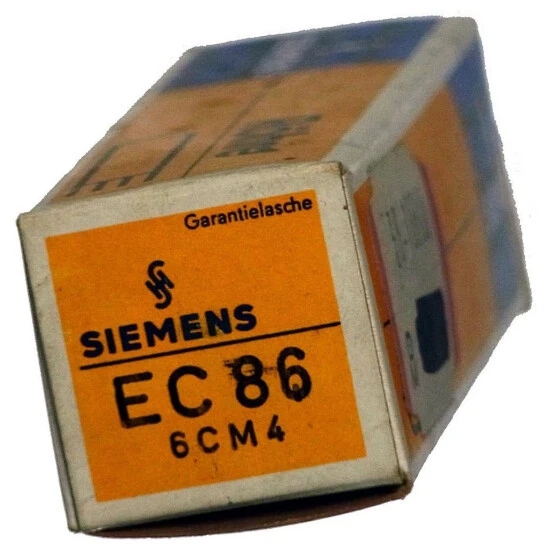 Garantielasche
SIEMENS
EC 86
6CM4